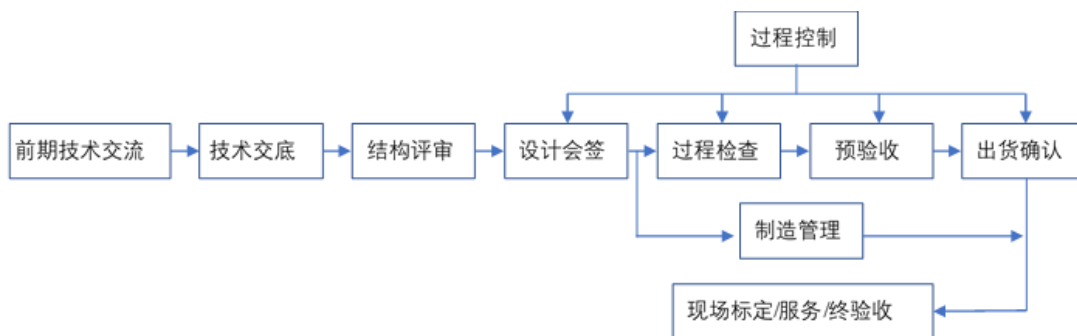 过程控制
前期技术交流
技术交底
结构评审
设计会签
过程检查
预验收
出货确认
制造管理
现场标定/服务/终验收